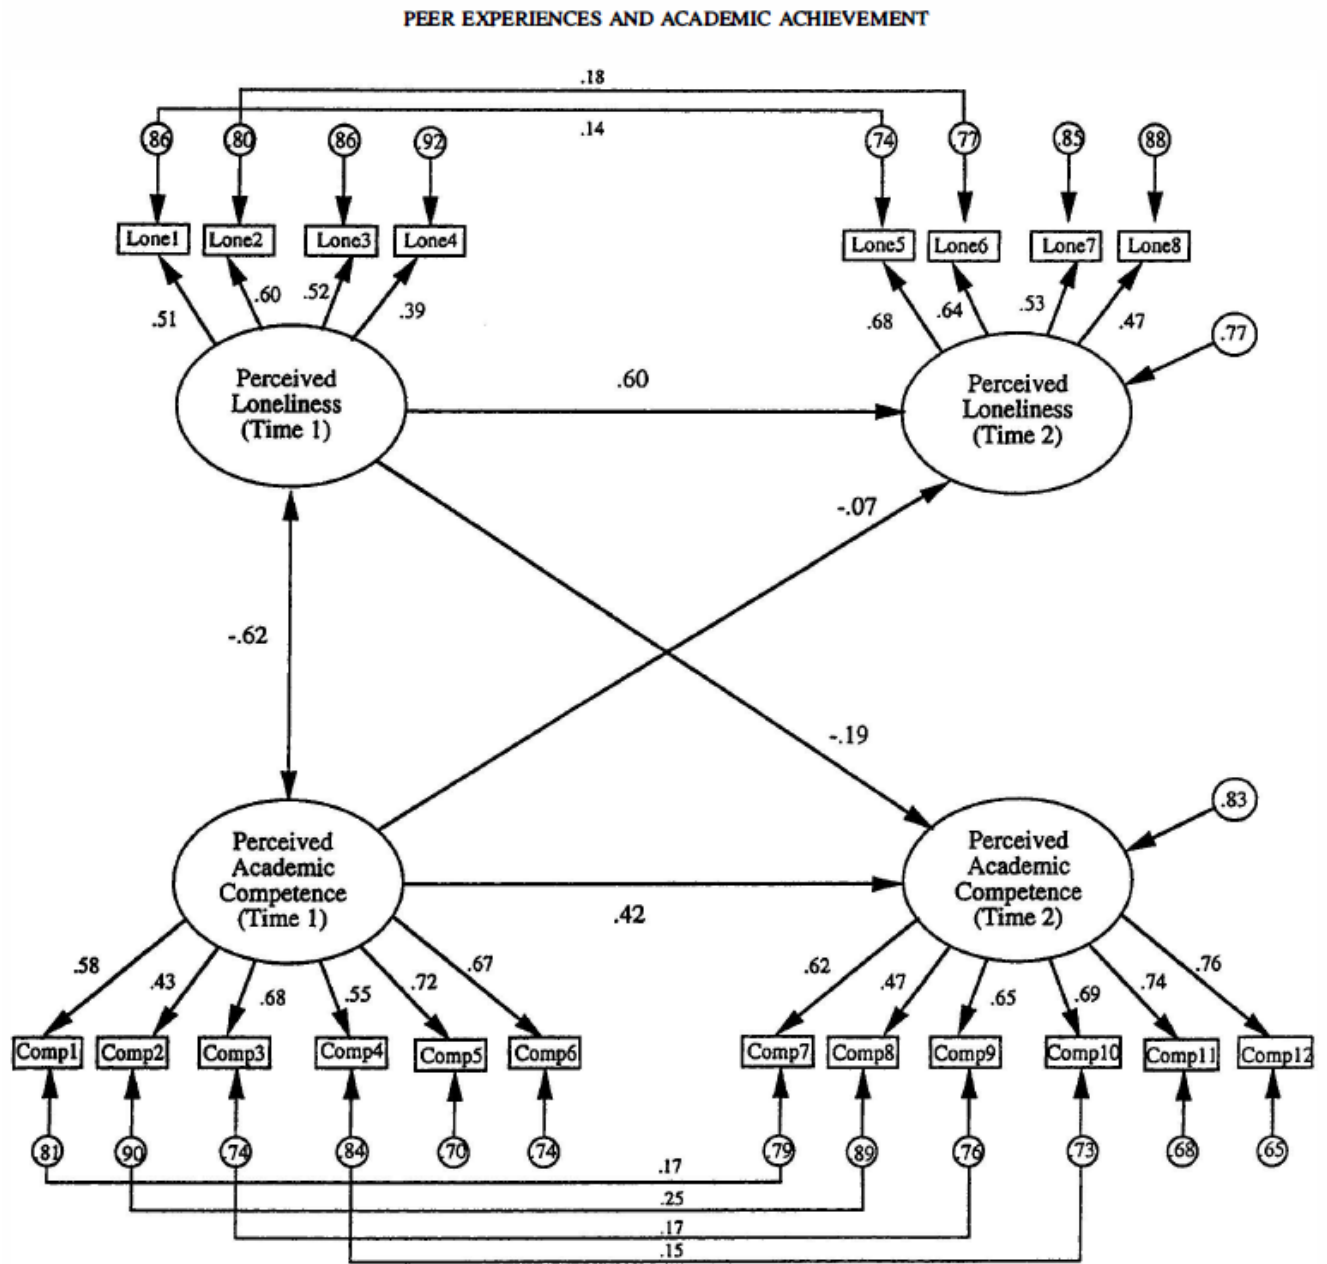 PEER EXPERIENCES AND ACADEMIC ACHIEVEMENT
.18
.14
.86 .80 .86 .92 .74 .77 .85 .88
Lone1 Lone2 Lone3 Lone4 Lone5 Lone6 Lone7 Lone8
.51 .60 .52 .39 .68 .64 .53 .47
.77
Perceived
Loneliness
(Time 1)
.60
Perceived
Loneliness
(Time 2)
-.07
-.62
-.19
.83
Perceived
Academic
Competence
(Time 1)
.42
Perceived
Academic
Competence
(Time 2)
.58 .43 .68 .55 .72 .67 .62 .47 .65 .69 .74 .76
Comp1 Comp2 Comp3 Comp4 Comp5 Comp6 Comp7 Comp8 Comp9 Comp10 Comp11 Comp12
.81 .90 .74 .84 .70 .74 .79 .89 .76 .73 .68 .65
.17
.25
.17
.15